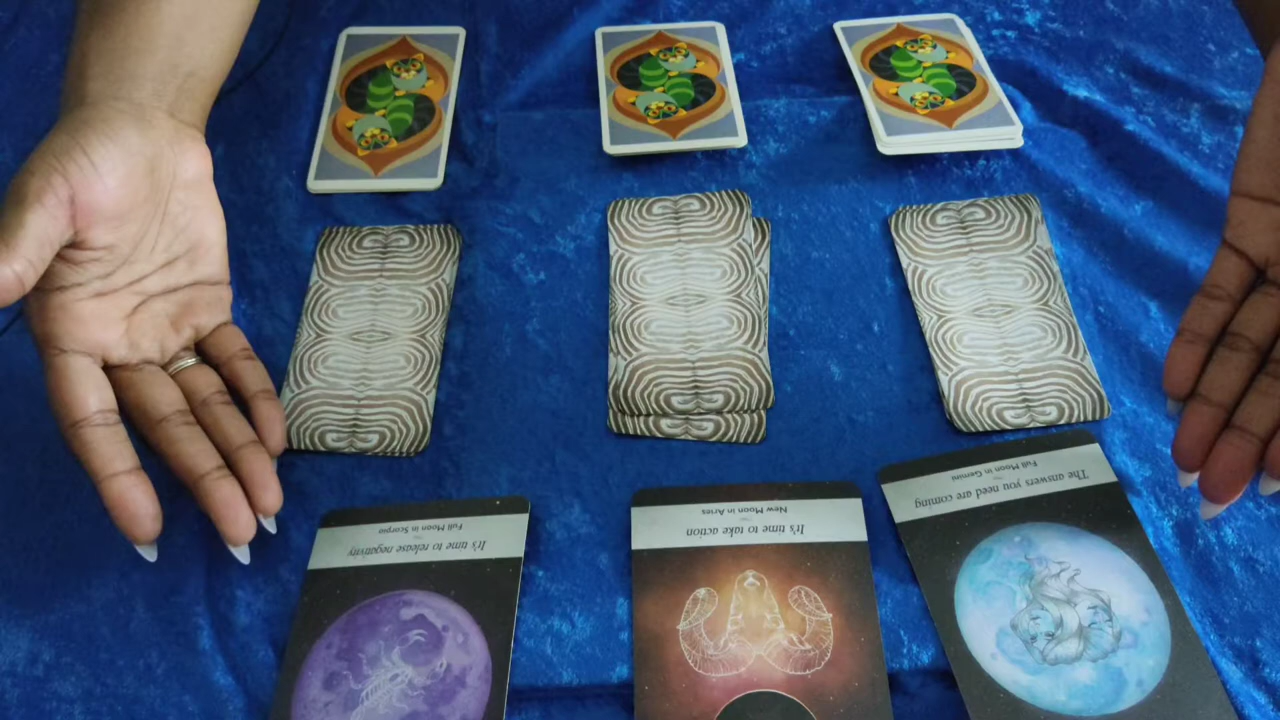 It's time to release negativity
Full Moon in Scorpio
It's time to take action
New Moon in Aries
The answers you need are coming
Full Moon in Gemini